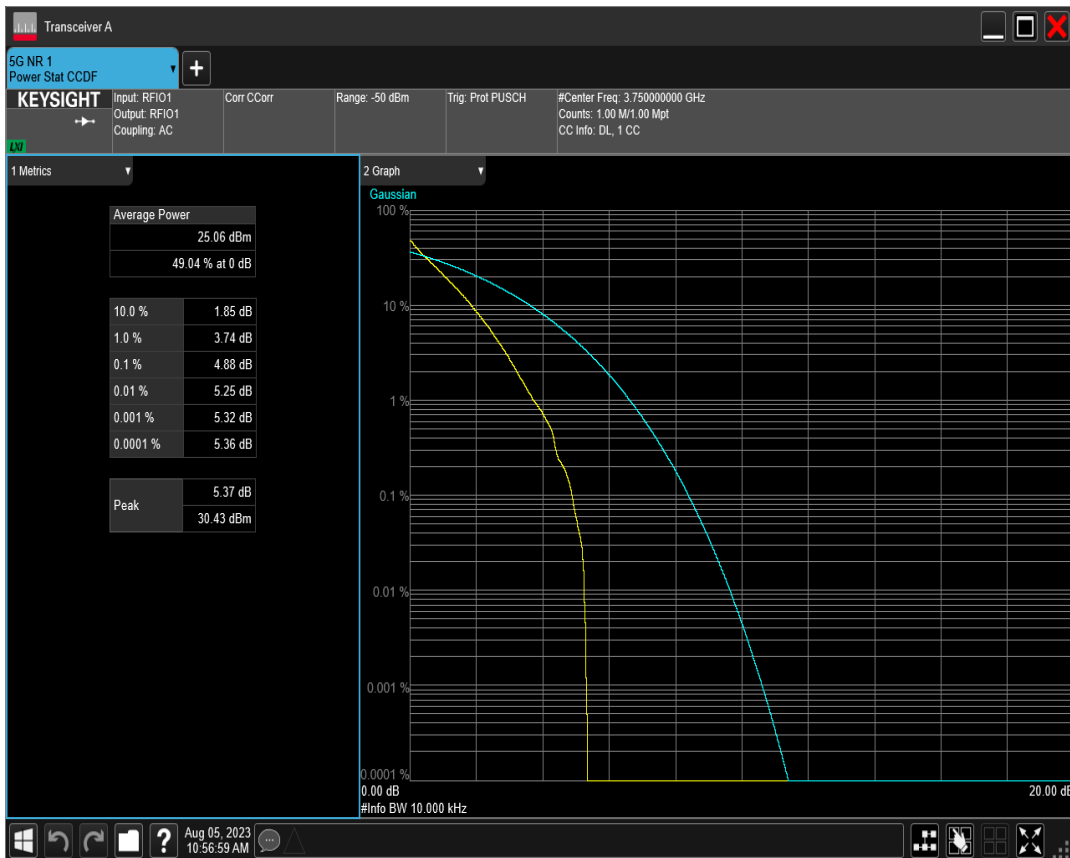 Transceiver A
5G NR 1
Power Stat CCDF
+
KEYSIGHT
LXI
Input: RFIO1
Output: RFIO1
Coupling: AC
Corr CCorr
Range: -50 dBm
Trig: Prot PUSCH
#Center Freq: 3.750000000 GHz
Counts: 1.00 M/1.00 Mpt
CC Info: DL, 1 CC
1 Metrics
Average Power
25.06 dBm
49.04 % at 0 dB
10.0 % 1.85 dB
1.0 % 3.74 dB
0.1 % 4.88 dB
0.01 % 5.25 dB
0.001 % 5.32 dB
0.0001 % 5.36 dB
Peak 5.37 dB
30.43 dBm
2 Graph
Gaussian
100 %
10 %
1 %
0.1 %
0.01 %
0.001 %
0.0001 %
0.00 dB 20.00 dB
#Info BW 10.000 kHz
?
Aug 05, 2023
10:56:59 AM